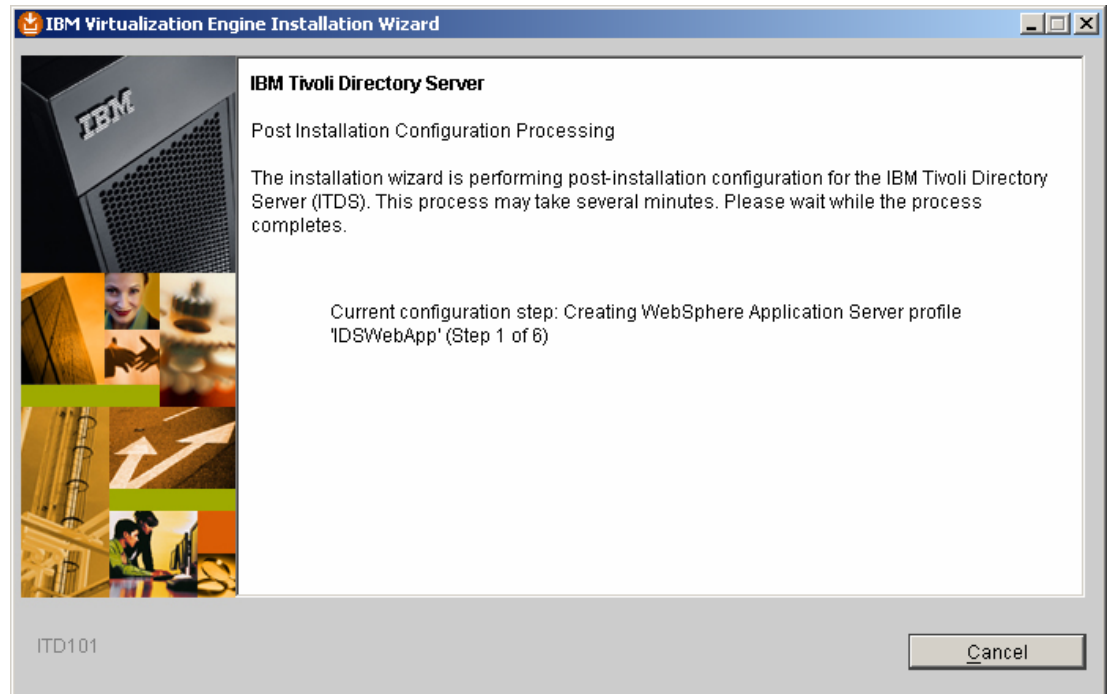 IBM Virtualization Engine Installation Wizard
IBM
IBM Tivoli Directory Server
Post Installation Configuration Processing
The installation wizard is performing post-installation configuration for the IBM Tivoli Directory
Server (ITDS). This process may take several minutes. Please wait while the process
completes.
Current configuration step: Creating WebSphere Application Server profile
'IDSWebApp' (Step 1 of 6)
ITD101
Cancel